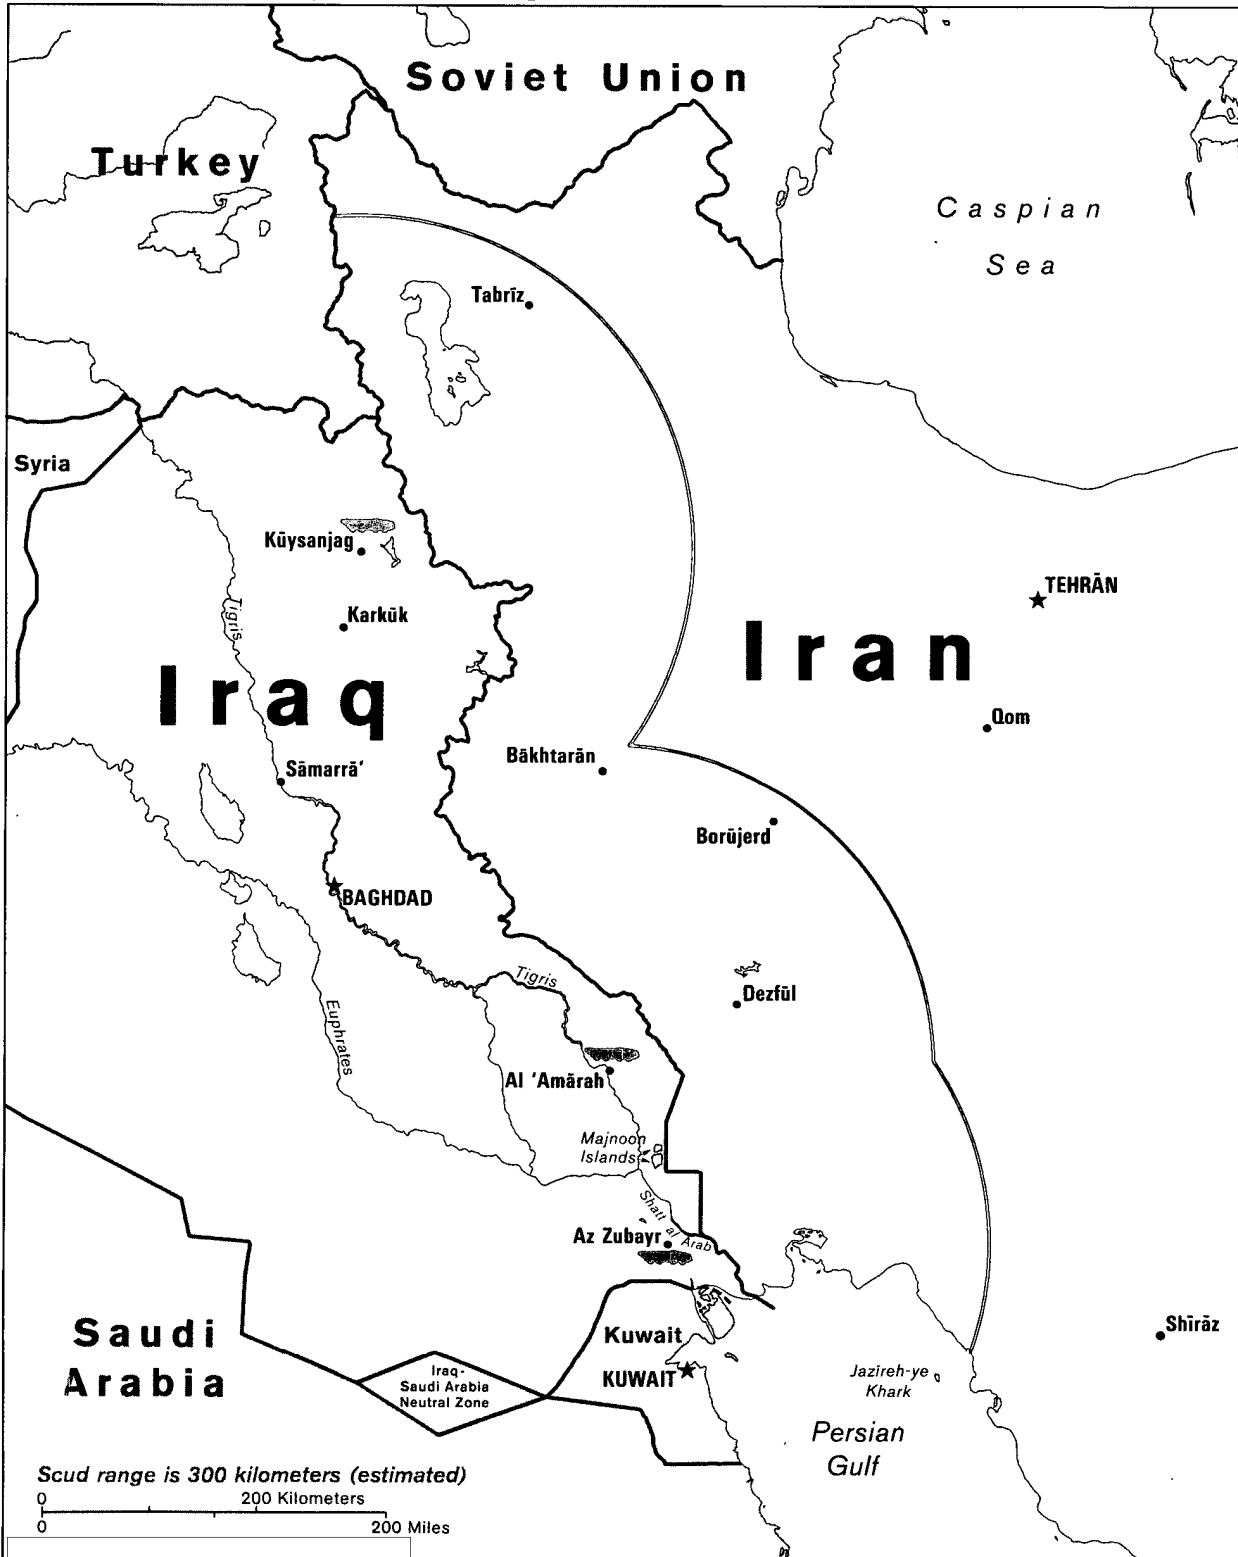 Soviet Union
Turkey
Caspian
Sea
Tabrīz
Syria
Kūysanjag
TEHRĀN
Karkūk
Tigris
Iran
Iraq
Qom
Bākhtarān
Sāmarrā'
Borūjerd
BAGHDAD
Tigris
Dezfūl
Euphrates
Al 'Amārah
Majnoon
Islands
Shatt al Arab
Az Zubayr
Saudi
Arabia
Kuwait
Shīrāz
KUWAIT
Iraq-
Saudi Arabia
Neutral Zone
Jazireh-ye
Khark
Persian
Gulf
Scud range is 300 kilometers (estimated)
0 200 Kilometers
0 200 Miles